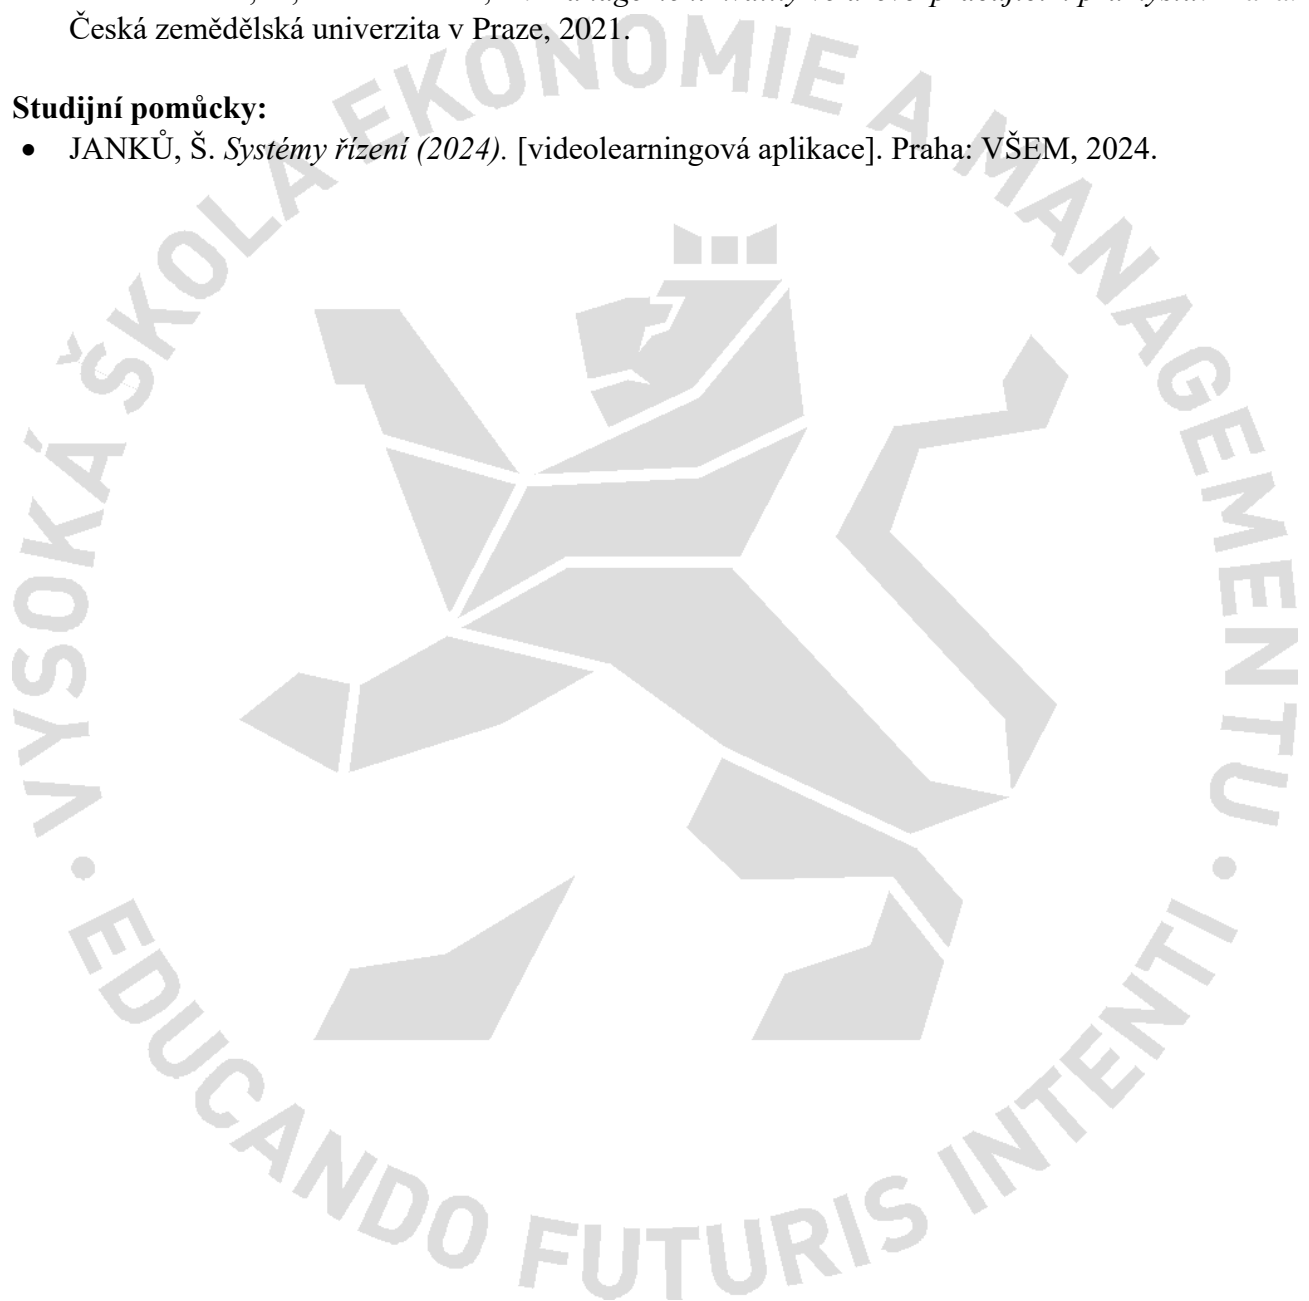 Česká zemědělská univerzita v Praze, 2021.
Studijní pomůcky:
• JANKŮ, Š. Systémy řízení (2024). [videolearningová aplikace]. Praha: VŠEM, 2024.
VYSOKÁ ŠKOLA EKONOMIE A MANAGEMENTU • EDUCANDO FUTURIS INTENTI •